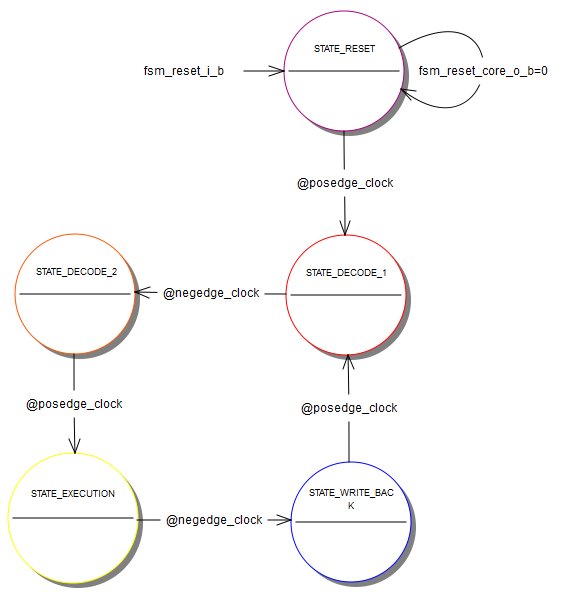 STATE_RESET
fsm_reset_i_b
fsm_reset_core_o_b=0
@posedge_clock
STATE_DECODE_2
STATE_DECODE_1
@negedge_clock
@posedge_clock
@posedge_clock
STATE_EXECUTION
STATE_WRITE_BAC
K
@negedge_clock